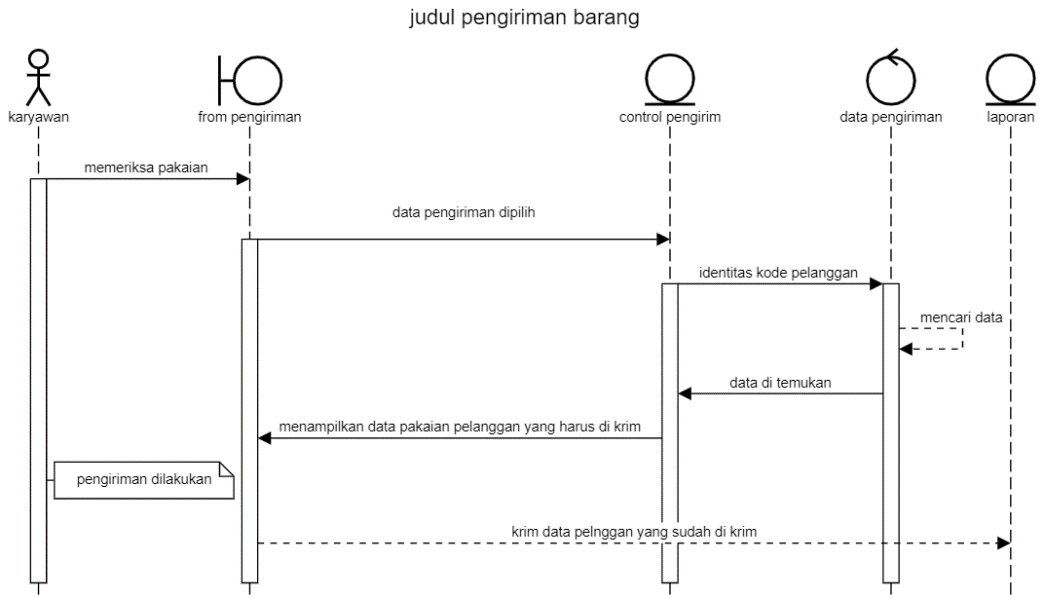 judul pengiriman barang
karyawan
from pengiriman
control pengirim
data pengiriman
laporan
memeriksa pakaian
data pengiriman dipilih
identitas kode pelanggan
mencari data
data di temukan
menampilkan data pakaian pelanggan yang harus di krim
pengiriman dilakukan
krim data pelnggan yang sudah di krim